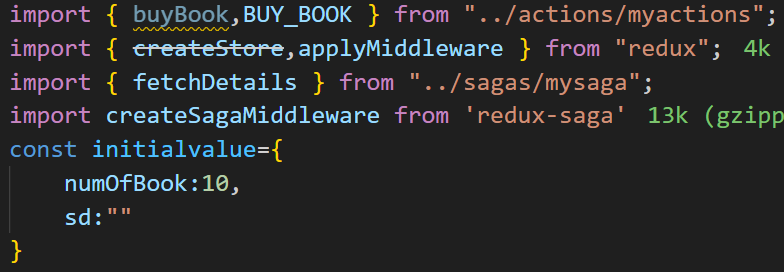 import { buyBook,BUY_BOOK } from "../actions/myactions";
import { createStore,applyMiddleware } from "redux"; 4k
import { fetchDetails } from "../sagas/mysaga";
import createSagaMiddleware from 'redux-saga' 13k (gzipp
const initialvalue={
    numOfBook:10,
    sd:""
}